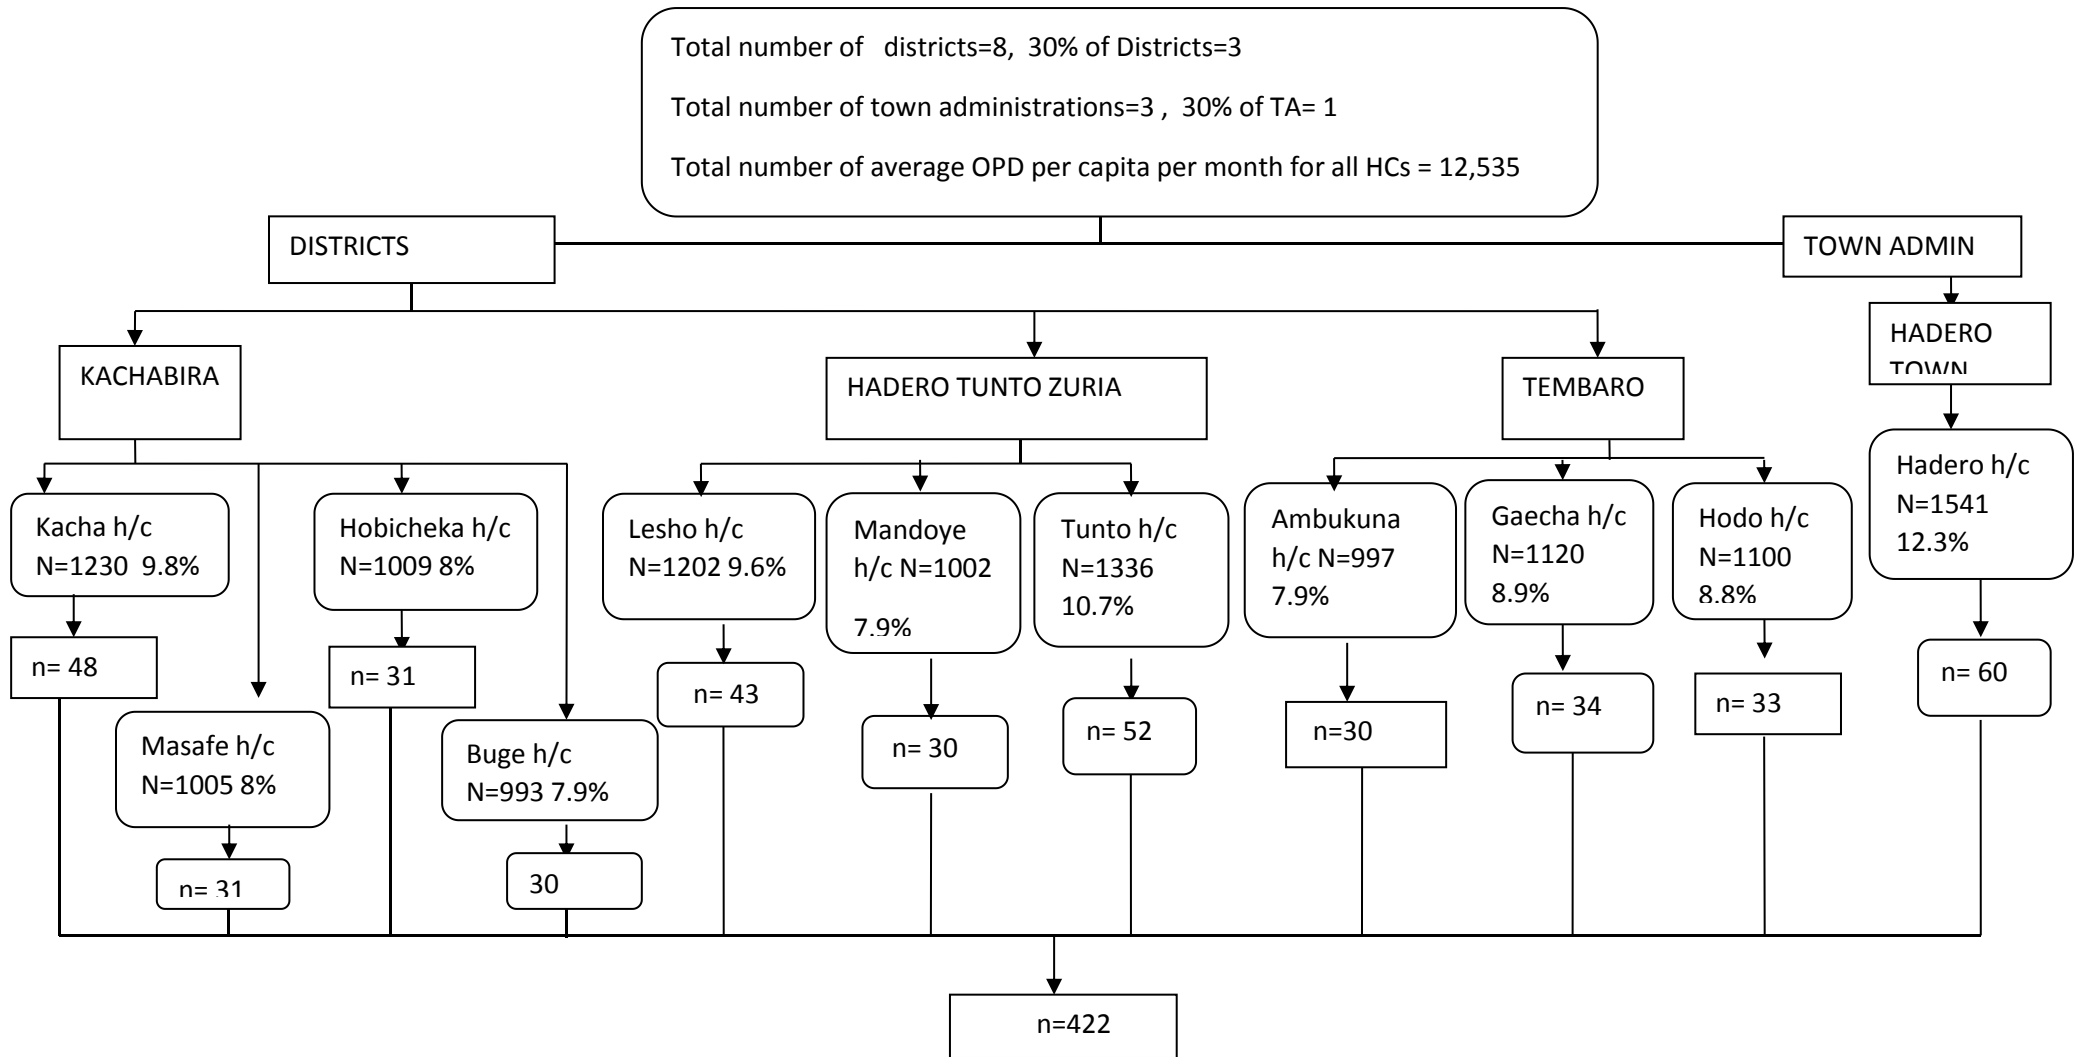 Total number of districts=8, 30% of Districts=3
Total number of town administrations=3 , 30% of TA= 1
Total number of average OPD per capita per month for all HCs = 12,535
DISTRICTS
TOWN ADMIN
KACHABIRA
HADERO TUNTO ZURIA
TEMBARO
HADERO
TOWN
Kacha h/c
N=1230 9.8%
Hobicheka h/c
N=1009 8%
Lesho h/c
N=1202 9.6%
Mandoye
h/c N=1002
7.9%
Tunto h/c
N=1336
10.7%
Ambukuna
h/c N=997
7.9%
Gaecha h/c
N=1120
8.9%
Hodo h/c
N=1100
8.8%
Hadero h/c
N=1541
12.3%
n= 48
n= 31
n= 43
n= 30
n= 52
n=30
n= 34
n= 33
n= 60
Masafe h/c
N=1005 8%
Buge h/c
N=993 7.9%
n= 31
30
n=422